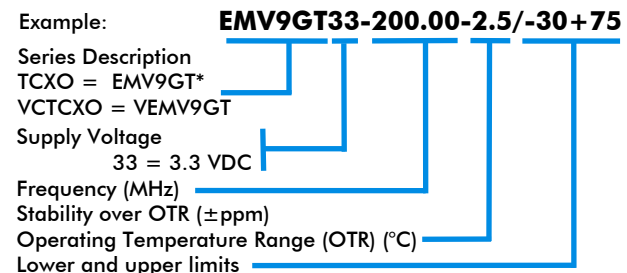 Example: EMV9GT33-200.00-2.5/-30+75
Series Description
TCXO = EMV9GT*
VCTCXO = VEMV9GT
Supply Voltage
33 = 3.3 VDC
Frequency (MHz)
Stability over OTR (±ppm)
Operating Temperature Range (OTR) (°C)
Lower and upper limits